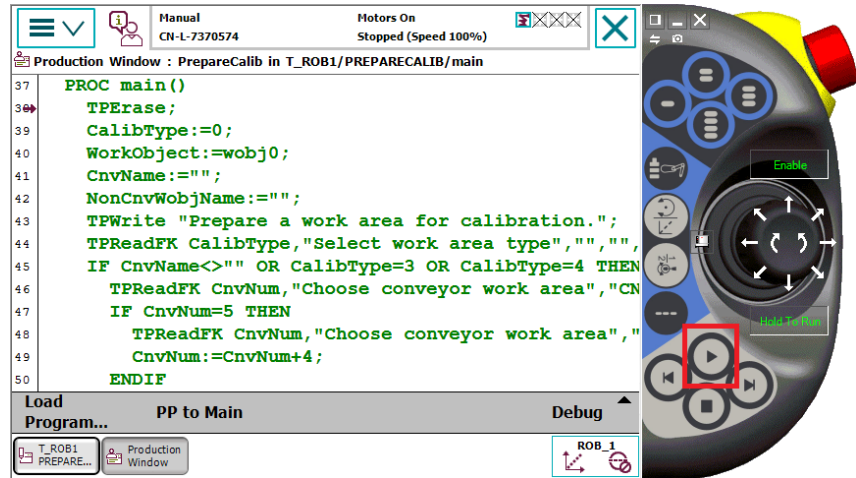 Manual
CN-L-7370574
Motors On
Stopped (Speed 100%)
Production Window : PrepareCalib in T_ROB1/PREPARECALIB/main
37 PROC main()
38 TPErase;
39 CalibType:=0;
40 WorkObject:=wobj0;
41 CnvName:="";
42 NonCnvWobjName:="";
43 TPWrite "Prepare a work area for calibration.";
44 TPReadFK CalibType,"Select work area type","","",
45 IF CnvName<>"" OR CalibType=3 OR CalibType=4 THEN
46 TPReadFK CnvNum,"Choose conveyor work area","CN
47 IF CnvNum=5 THEN
48 TPReadFK CnvNum,"Choose conveyor work area","
49 CnvNum:=CnvNum+4;
50 ENDIF
Load Program...
PP to Main
Debug
T_ROB1
PREPARE...
Production
Window
ROB_1
Enable
Hold To Run